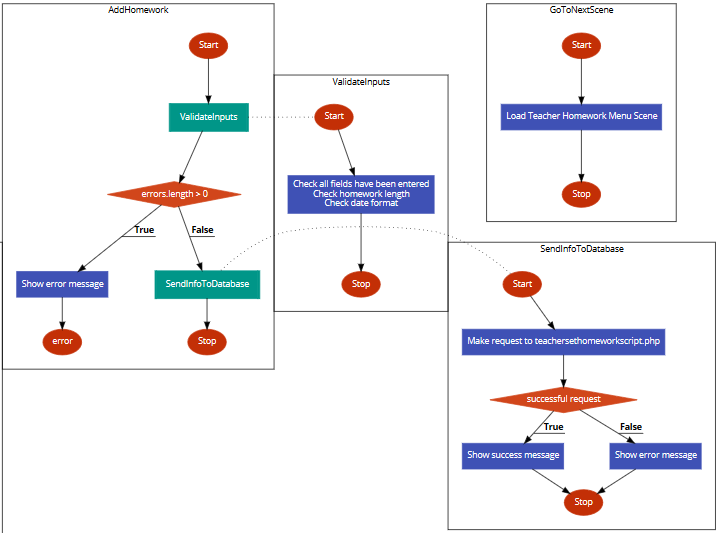 AddHomework
Start
ValidateInputs
errors.length > 0
True
False
Show error message
SendInfoToDatabase
error
Stop
ValidateInputs
Start
Check all fields have been entered
Check homework length
Check date format
Stop
GoToNextScene
Start
Load Teacher Homework Menu Scene
Stop
SendInfoToDatabase
Start
Make request to teachersethomeworkscript.php
successful request
True
False
Show success message
Show error message
Stop